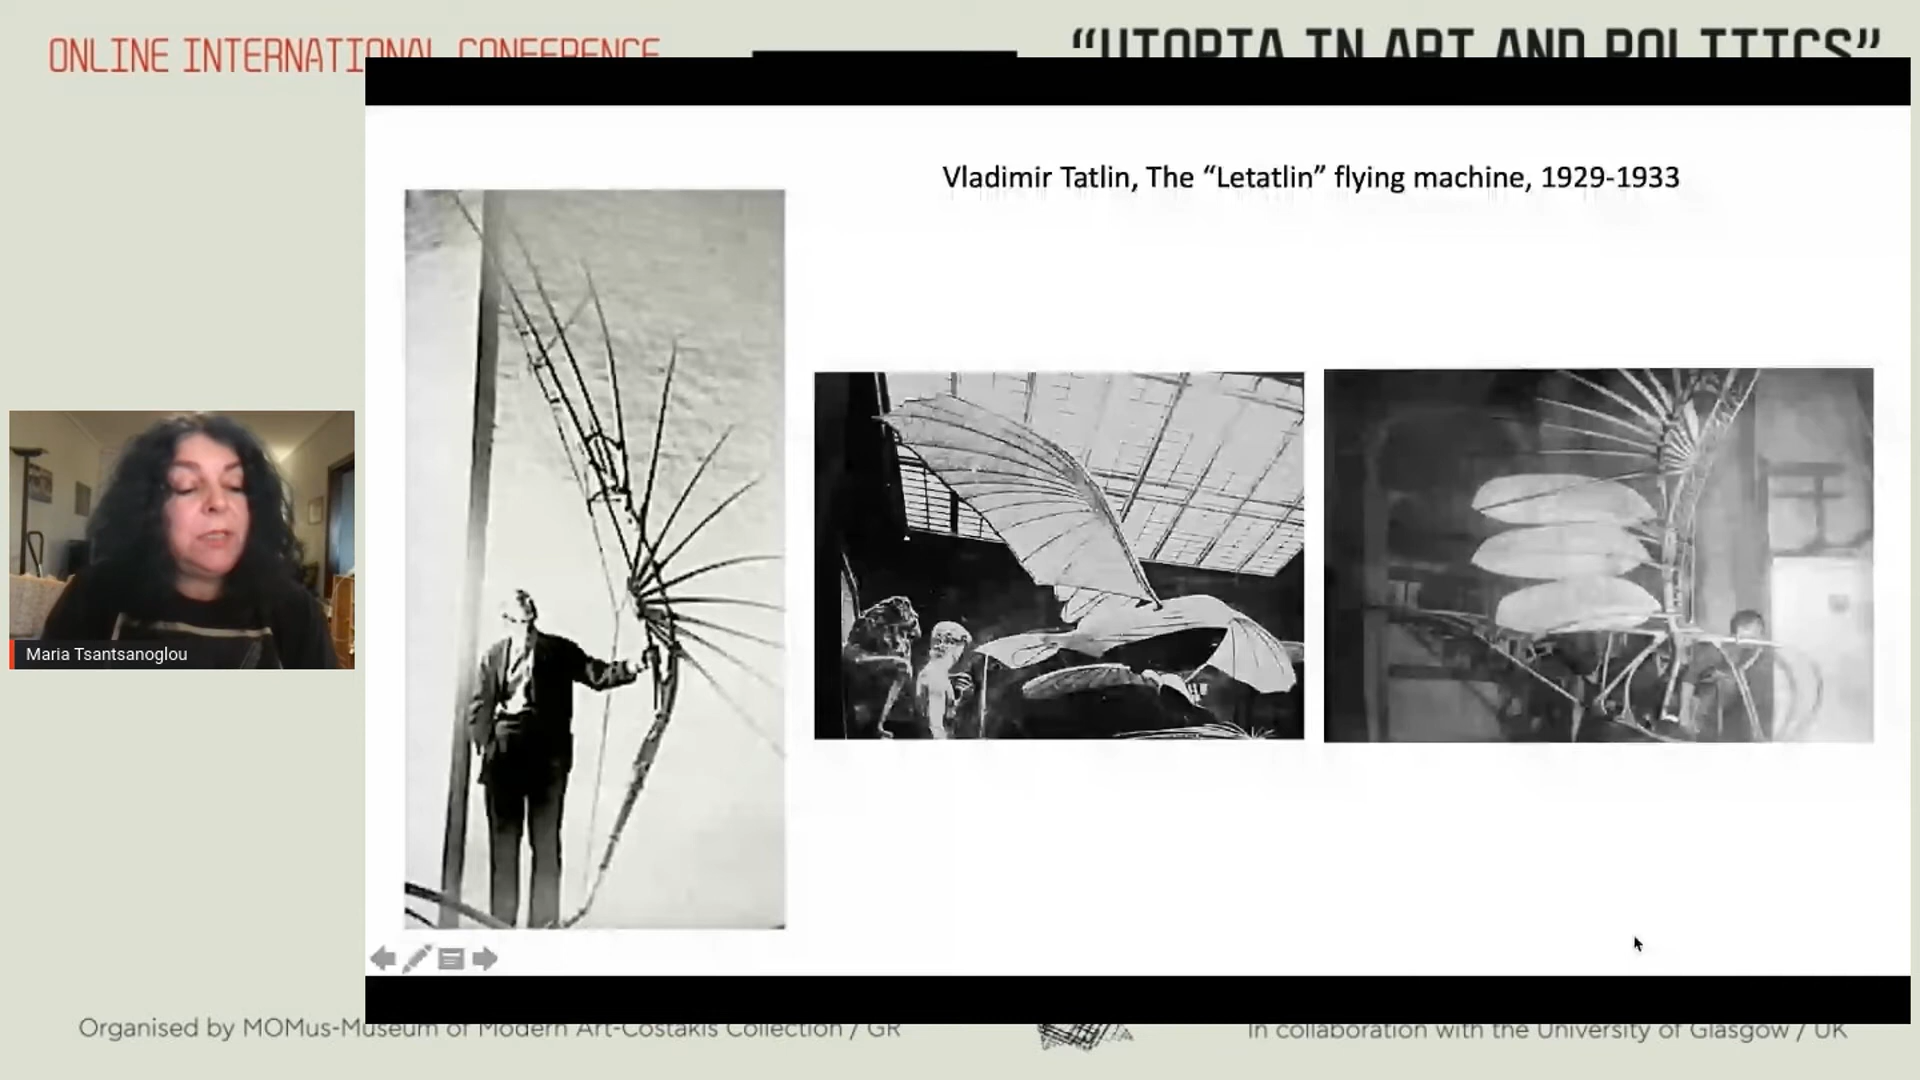 ONLINE INTERNATIONAL CONFERENCE
“UTOPIA IN ART AND POLITICS”
Vladimir Tatlin, The “Letatlin” flying machine, 1929-1933
Maria Tsantsanoglou
Organised by MOMus-Museum of Modern Art-Costakis Collection / GR
In collaboration with the University of Glasgow / UK